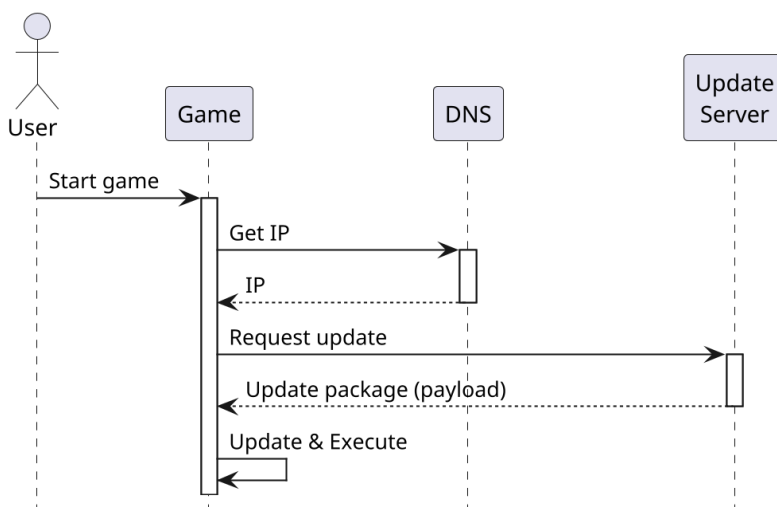 User
Game
DNS
Update
Server
Start game
Get IP
IP
Request update
Update package (payload)
Update & Execute